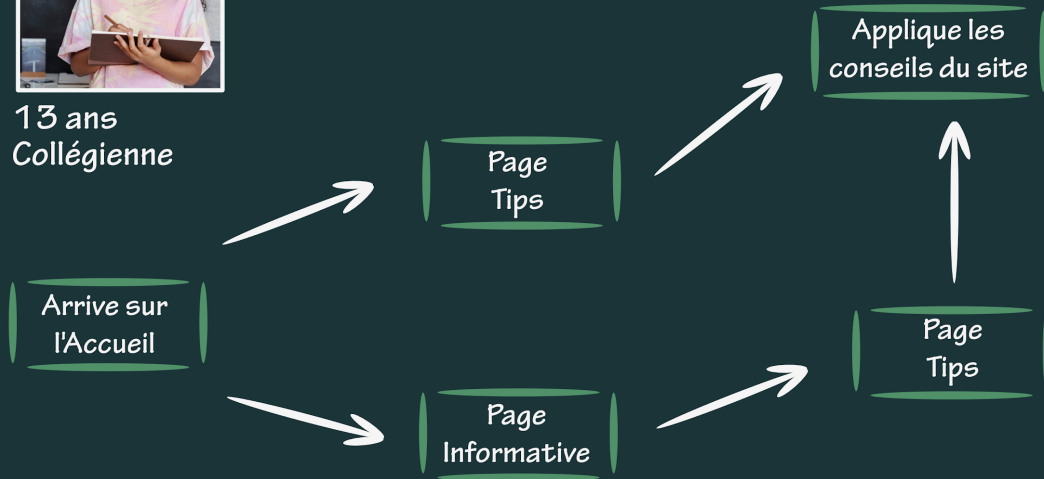 13 ans
Collégienne
Arrive sur
l'Accueil
Page
Tips
Applique les
conseils du site
Page
Informative
Page
Tips